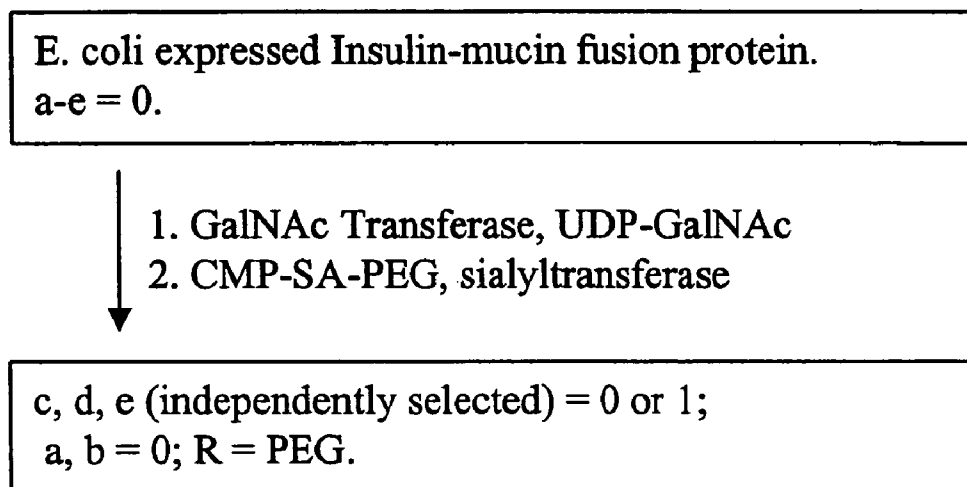 E. coli expressed Insulin-mucin fusion protein.
a-e = 0.
1. GalNAc Transferase, UDP-GalNAc
2. CMP-SA-PEG, sialyltransferase
c, d, e (independently selected) = 0 or 1;
a, b = 0; R = PEG.